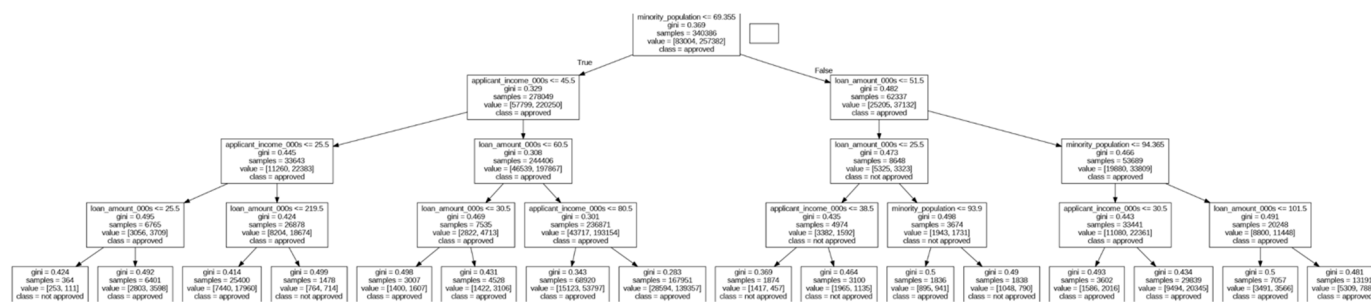 minority_population <= 69.355
gini = 0.369
samples = 340386
value = [83004, 257382]
class = approved
True
False
applicant_income_000s <= 45.5
gini = 0.329
samples = 278049
value = [57799, 220250]
class = approved
loan_amount_000s <= 51.5
gini = 0.482
samples = 62337
value = [25205, 37132]
class = approved
applicant_income_000s <= 25.5
gini = 0.445
samples = 33643
value = [11260, 22383]
class = approved
loan_amount_000s <= 60.5
gini = 0.308
samples = 244406
value = [46539, 197867]
class = approved
loan_amount_000s <= 25.5
gini = 0.473
samples = 8648
value = [5325, 3323]
class = not approved
minority_population <= 94.365
gini = 0.466
samples = 53689
value = [19880, 33809]
class = approved
loan_amount_000s <= 25.5
gini = 0.495
samples = 6765
value = [3056, 3709]
class = approved
loan_amount_000s <= 219.5
gini = 0.424
samples = 26878
value = [8204, 18674]
class = approved
loan_amount_000s <= 30.5
gini = 0.469
samples = 7535
value = [2822, 4713]
class = approved
applicant_income_000s <= 80.5
gini = 0.301
samples = 236871
value = [43717, 193154]
class = approved
applicant_income_000s <= 38.5
gini = 0.435
samples = 4974
value = [3382, 1592]
class = not approved
minority_population <= 93.9
gini = 0.498
samples = 3674
value = [1943, 1731]
class = not approved
applicant_income_000s <= 30.5
gini = 0.443
samples = 33441
value = [11080, 22361]
class = approved
loan_amount_000s <= 101.5
gini = 0.491
samples = 20248
value = [8800, 11448]
class = approved
gini = 0.424
samples = 364
value = [253, 111]
class = not approved
gini = 0.492
samples = 6401
value = [2803, 3598]
class = approved
gini = 0.414
samples = 25400
value = [7440, 17960]
class = approved
gini = 0.499
samples = 1478
value = [764, 714]
class = not approved
gini = 0.498
samples = 3007
value = [1400, 1607]
class = approved
gini = 0.431
samples = 4528
value = [1422, 3106]
class = approved
gini = 0.343
samples = 68920
value = [15123, 53797]
class = approved
gini = 0.283
samples = 167951
value = [28594, 139357]
class = approved
gini = 0.369
samples = 1874
value = [1417, 457]
class = not approved
gini = 0.464
samples = 3100
value = [1965, 1135]
class = not approved
gini = 0.5
samples = 1836
value = [895, 941]
class = approved
gini = 0.49
samples = 1838
value = [1048, 790]
class = not approved
gini = 0.493
samples = 3602
value = [1586, 2016]
class = approved
gini = 0.434
samples = 29839
value = [9494, 20345]
class = approved
gini = 0.5
samples = 7057
value = [3491, 3566]
class = approved
gini = 0.481
samples = 1319
value = [5309,
class = approved